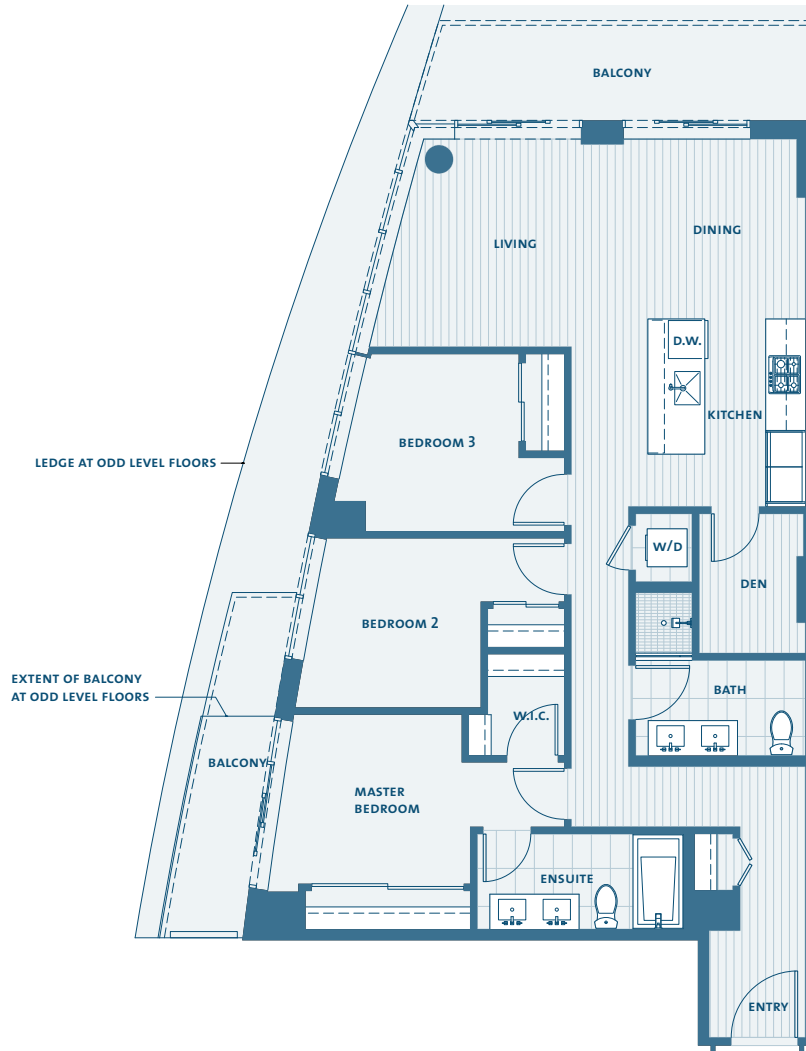 BALCONY
LIVING
DINING
D.W.
KITCHEN
BEDROOM 3
LEDGE AT ODD LEVEL FLOORS
W/D
DEN
BEDROOM 2
EXTENT OF BALCONY
AT ODD LEVEL FLOORS
BATH
W.I.C.
BALCONY
MASTER
BEDROOM
ENSUITE
ENTRY